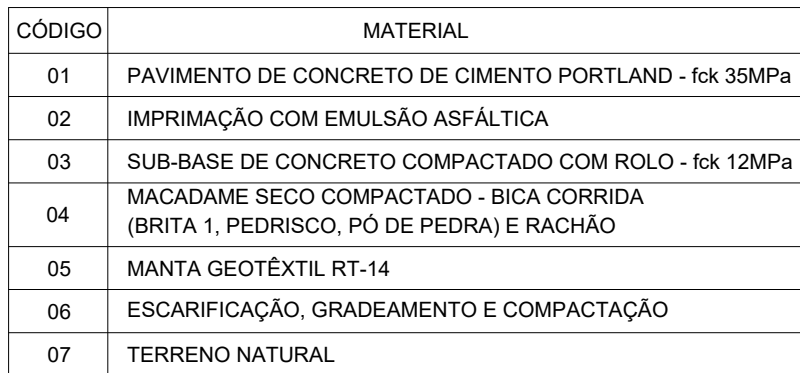 CÓDIGO MATERIAL
01 PAVIMENTO DE CONCRETO DE CIMENTO PORTLAND - fck 35MPa
02 IMPRIMAÇÃO COM EMULSÃO ASFÁLTICA
03 SUB-BASE DE CONCRETO COMPACTADO COM ROLO - fck 12MPa
04 MACADAME SECO COMPACTADO - BICA CORRIDA
(BRITA 1, PEDRISCO, PÓ DE PEDRA) E RACHÃO
05 MANTA GEOTÊXTIL RT-14
06 ESCARIFICAÇÃO, GRADEAMENTO E COMPACTAÇÃO
07 TERRENO NATURAL